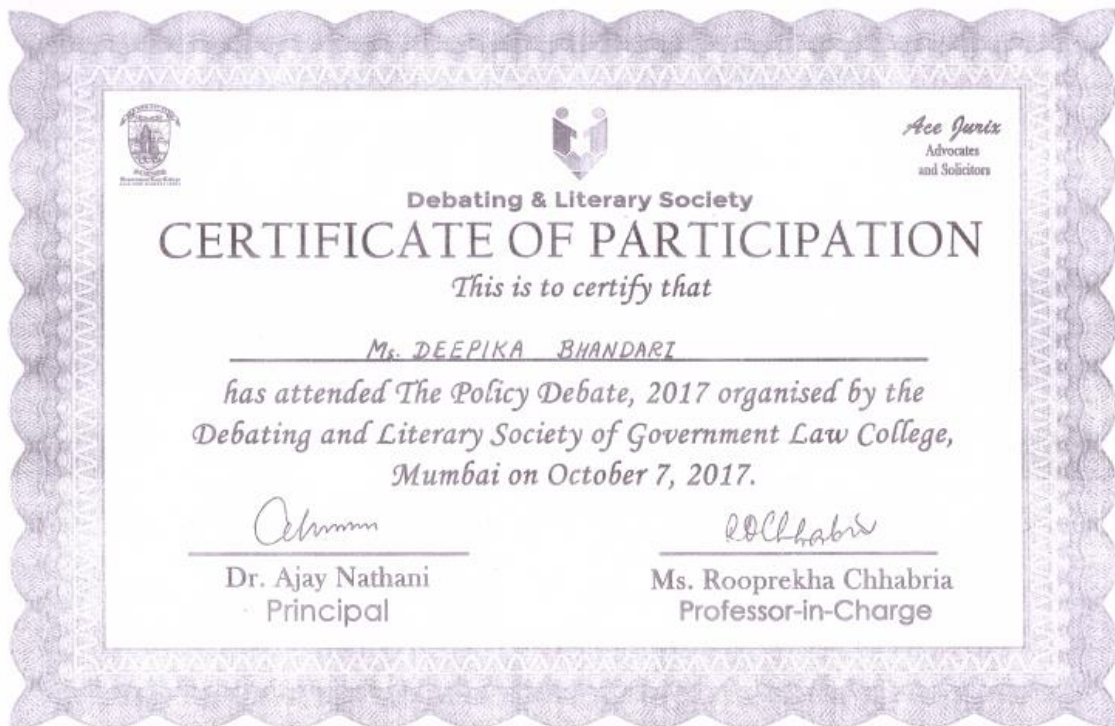 Ace Jurix
Advocates
and Solicitors
Debating & Literary Society
CERTIFICATE OF PARTICIPATION
This is to certify that
Ms. DEEPIKA BHANDARI
has attended The Policy Debate, 2017 organised by the
Debating and Literary Society of Government Law College,
Mumbai on October 7, 2017.
Dr. Ajay Nathani
Principal
Ms. Rooprekha Chhabria
Professor-in-Charge